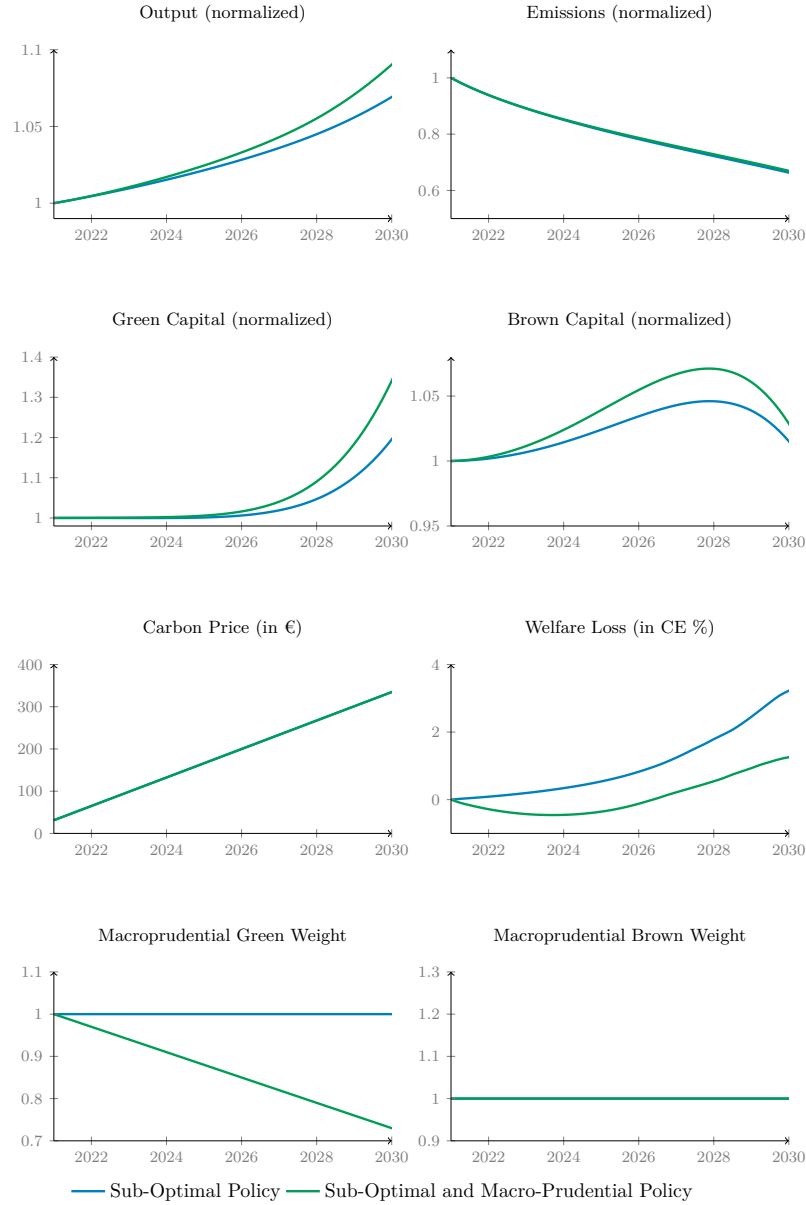 Output (normalized)
1.1
1.05
1
2022 2024 2026 2028 2030
Emissions (normalized)
1
0.8
0.6
2022 2024 2026 2028 2030
Green Capital (normalized)
1.4
1.3
1.2
1.1
1
2022 2024 2026 2028 2030
Brown Capital (normalized)
1.05
1
0.95
2022 2024 2026 2028 2030
Carbon Price (in €)
400
300
200
100
0
2022 2024 2026 2028 2030
Welfare Loss (in CE %)
4
2
0
2022 2024 2026 2028 2030
Macroprudential Green Weight
1.1
1
0.9
0.8
0.7
2022 2024 2026 2028 2030
Macroprudential Brown Weight
1.3
1.2
1.1
1
0.9
2022 2024 2026 2028 2030
Sub-Optimal Policy Sub-Optimal and Macro-Prudential Policy